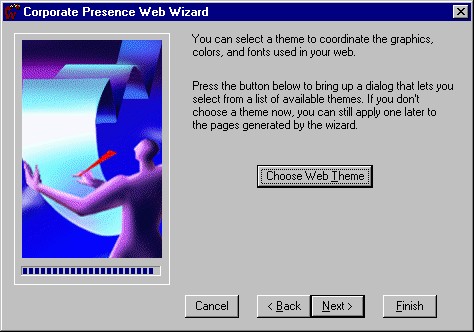 Corporate Presence Web Wizard
You can select a theme to coordinate the graphics,
colors, and fonts used in your web.
Press the button below to bring up a dialog that lets you
select from a list of available themes. If you don't
choose a theme now, you can still apply one later to
the pages generated by the wizard.
Choose Web Theme
Cancel
< Back
Next >
Finish